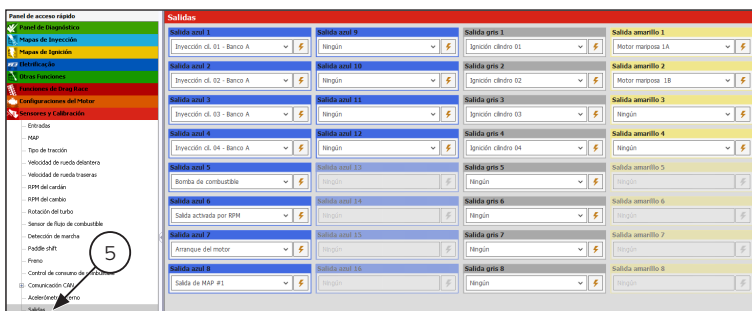 Panel de acceso rápido
Panel de Diagnóstico
Mapas de Inyección
Mapas de Ignición
Eletrificação
Otras Funciones
Funciones de Drag Race
Configuraciones del Motor
Sensores y Calibración
Entradas
MAP
Tipo de tracción
Velocidad de rueda delantera
Velocidad de rueda traseras
RPM del cardán
RPM del cambio
Rotación del turbo
Sensor de flujo de combustible
Detección de marcha
Paddle shift
Freno
Control de consumo de combustible
Comunicación CAN
Acelerómetro
Salidas
5
Salidas
Salida azul 1
Inyección cil. 01 - Banco A
Salida azul 2
Inyección cil. 02 - Banco A
Salida azul 3
Inyección cil. 03 - Banco A
Salida azul 4
Inyección cil. 04 - Banco A
Salida azul 5
Bomba de combustible
Salida azul 6
Salida activada por RPM
Salida azul 7
Arranque del motor
Salida azul 8
Salida de MAP #1
Salida azul 9
Ningún
Salida azul 10
Ningún
Salida azul 11
Ningún
Salida azul 12
Ningún
Salida azul 13
Ningún
Salida azul 14
Ningún
Salida azul 15
Ningún
Salida azul 16
Ningún
Salida gris 1
Ignición cilindro 01
Salida gris 2
Ignición cilindro 02
Salida gris 3
Ignición cilindro 03
Salida gris 4
Ignición cilindro 04
Salida gris 5
Ningún
Salida gris 6
Ningún
Salida gris 7
Ningún
Salida gris 8
Ningún
Salida amarillo 1
Motor mariposa 1A
Salida amarillo 2
Motor mariposa 1B
Salida amarillo 3
Ningún
Salida amarillo 4
Ningún
Salida amarillo 5
Ningún
Salida amarillo 6
Ningún
Salida amarillo 7
Ningún
Salida amarillo 8
Ningún